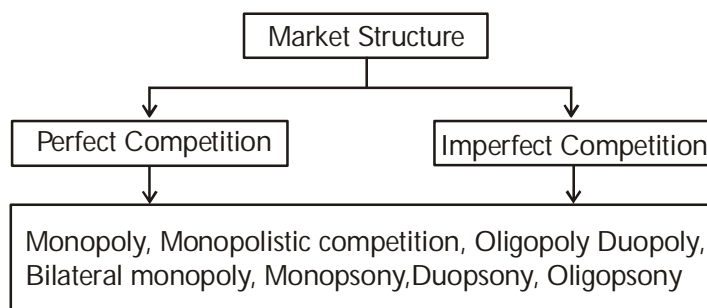 Market Structure
Perfect Competition
Imperfect Competition
Monopoly, Monopolistic competition, Oligopoly Duopoly,
Bilateral monopoly, Monopsony,Duopsony, Oligopsony